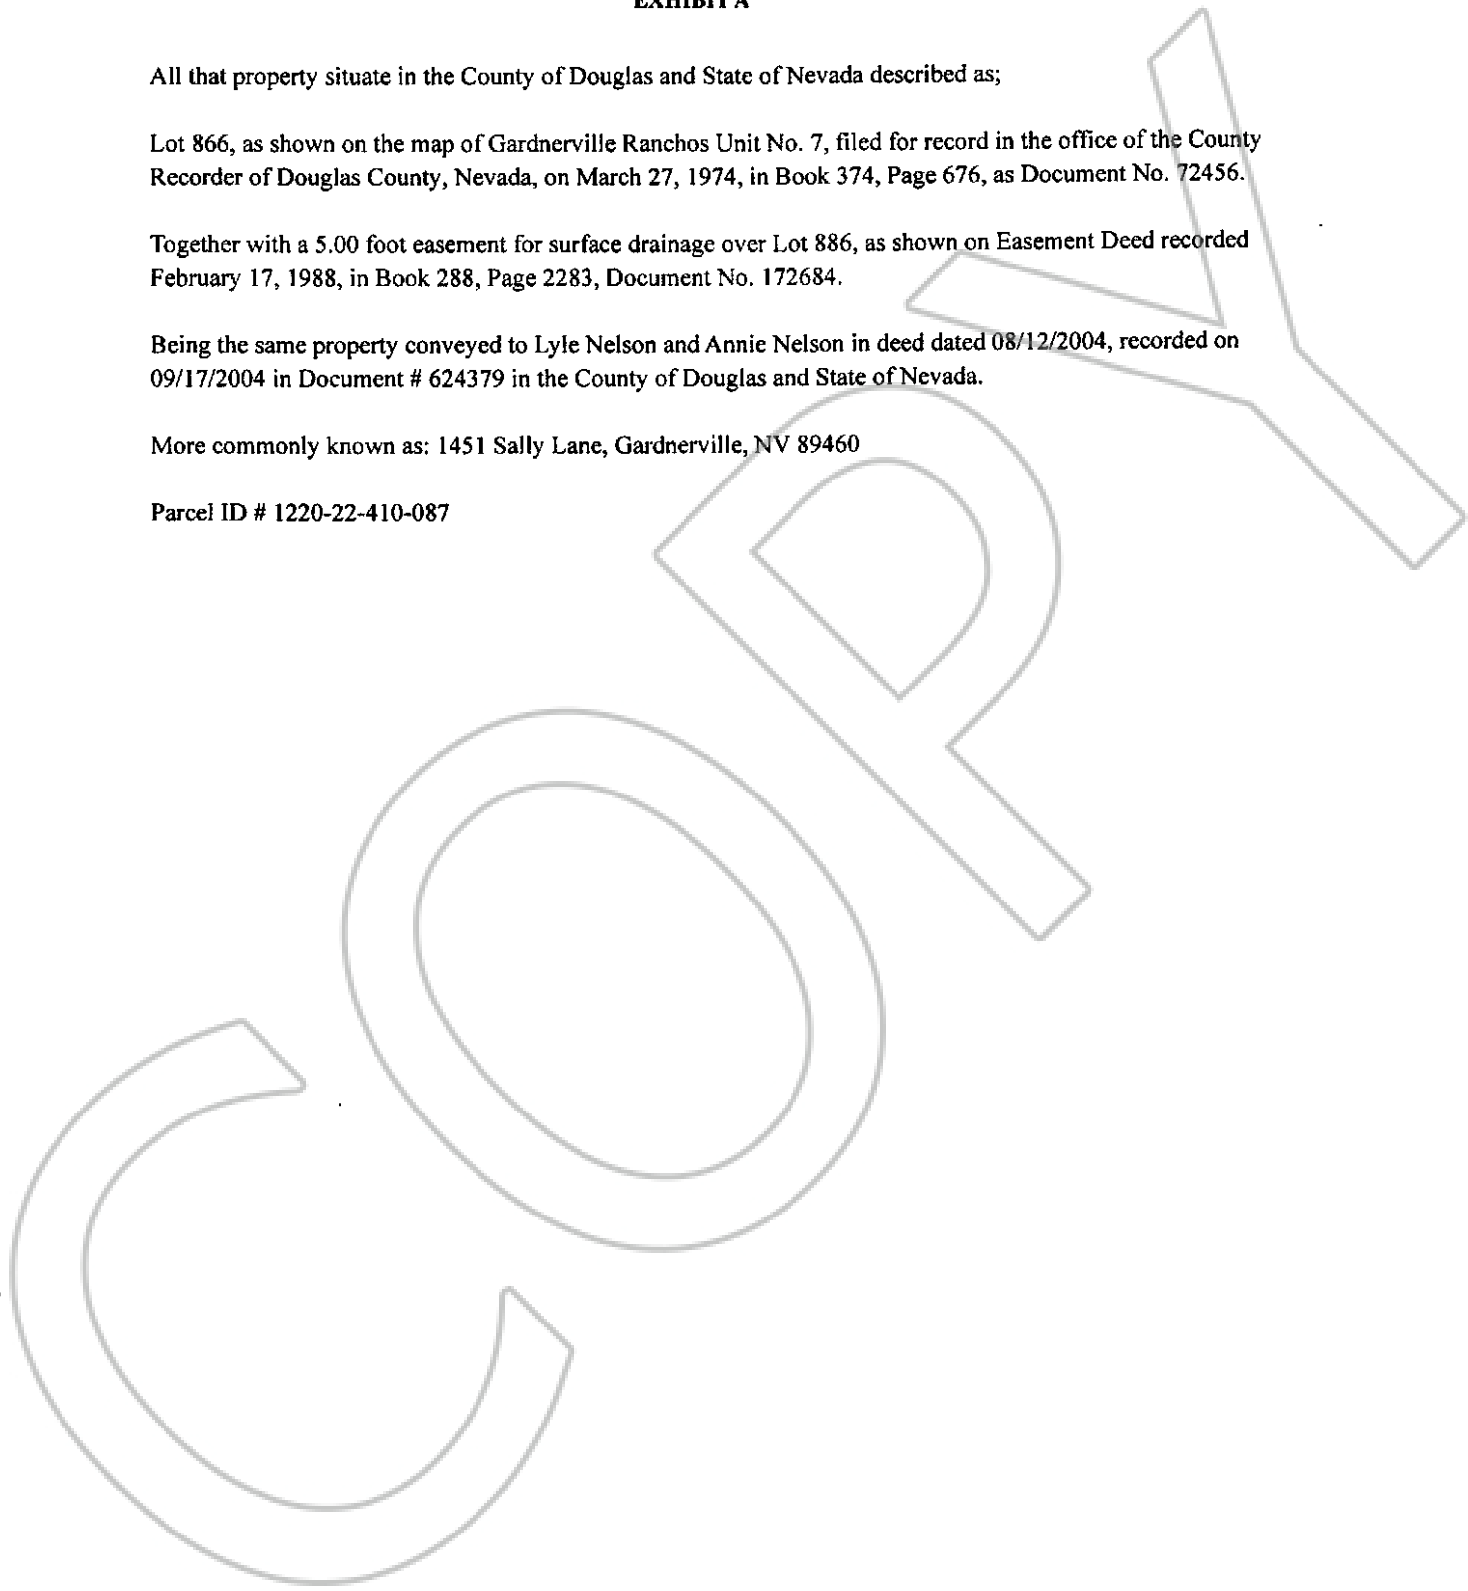 EXHIBIT A
All that property situate in the County of Douglas and State of Nevada described as;
Lot 866, as shown on the map of Gardnerville Ranchos Unit No. 7, filed for record in the office of the County
Recorder of Douglas County, Nevada, on March 27, 1974, in Book 374, Page 676, as Document No. 72456.
Together with a 5.00 foot easement for surface drainage over Lot 886, as shown on Easement Deed recorded
February 17, 1988, in Book 288, Page 2283, Document No. 172684.
Being the same property conveyed to Lyle Nelson and Annie Nelson in deed dated 08/12/2004, recorded on
09/17/2004 in Document # 624379 in the County of Douglas and State of Nevada.
More commonly known as: 1451 Sally Lane, Gardnerville, NV 89460
Parcel ID # 1220-22-410-087
COPY